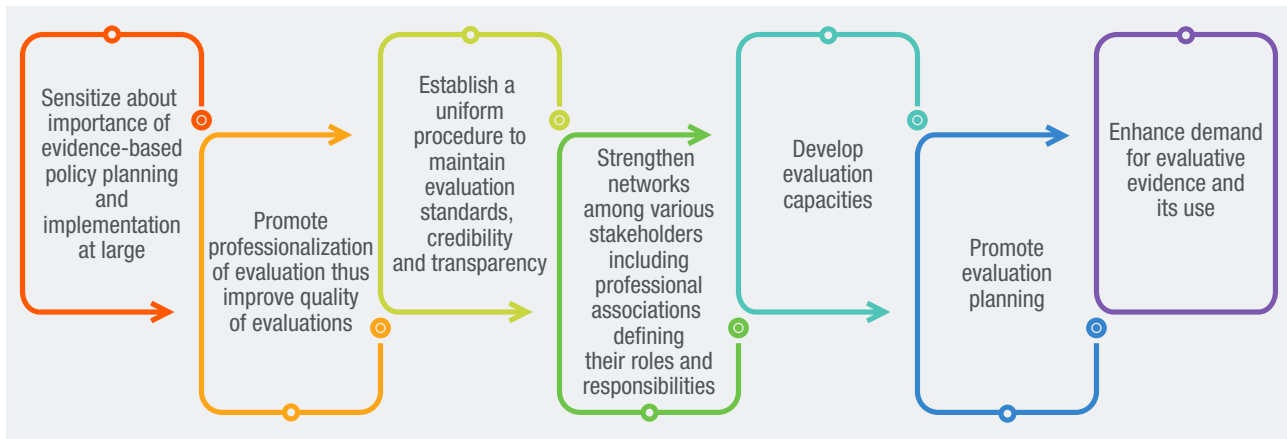 Sensitize about
importance of
evidence-based
policy planning
and
implementation
at large
Promote
professionalization
of evaluation thus
improve quality
of evaluations
Establish a
uniform
procedure to
maintain
evaluation
standards,
credibility
and transparency
Strengthen
networks
among various
stakeholders
including
professional
associations
defining
their roles and
responsibilities
Develop
evaluation
capacities
Promote
evaluation
planning
Enhance demand
for evaluative
evidence and
its use